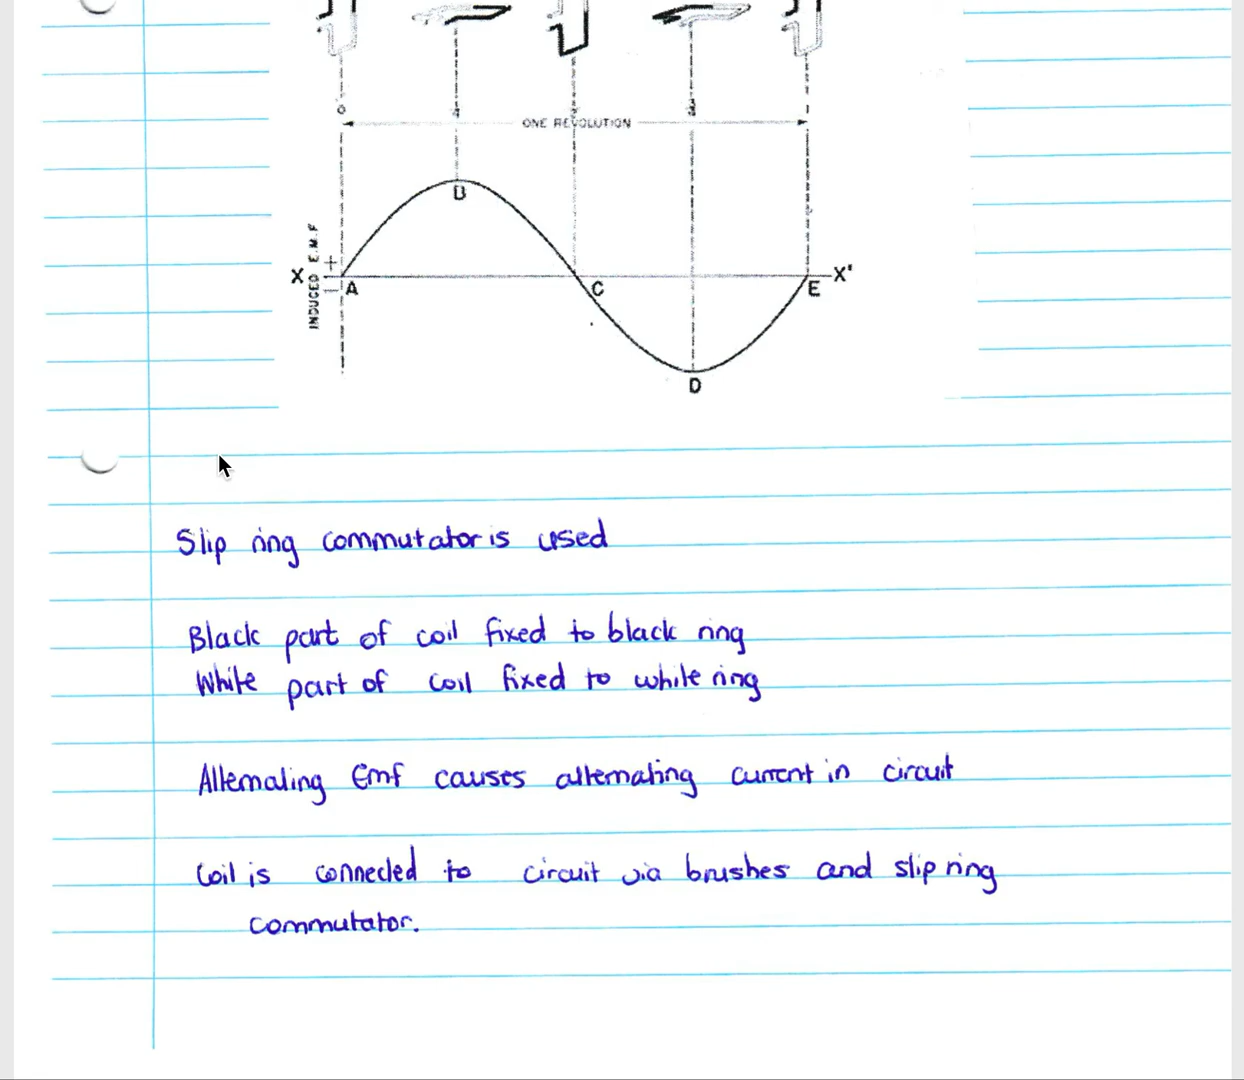 0
ONE REVOLUTION
B
INDUCED E.M.F
+
X
X'
−
A
C
E
D
Slip ring commutator is used
Black part of coil fixed to black ring
White part of coil fixed to white ring
Alternating Emf causes alternating current in circuit
Coil is connected to circuit via brushes and slip ring
commutator.